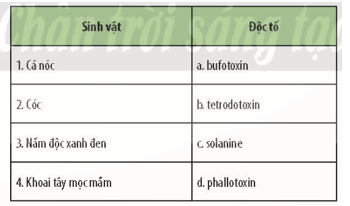 Chân trời sáng tạo
Sinh vật
Độc tố
1. Cá nóc
a. bufotoxin
2. Cóc
b. tetrodotoxin
3. Nấm độc xanh đen
c. solanine
4. Khoai tây mọc mầm
d. phallotoxin